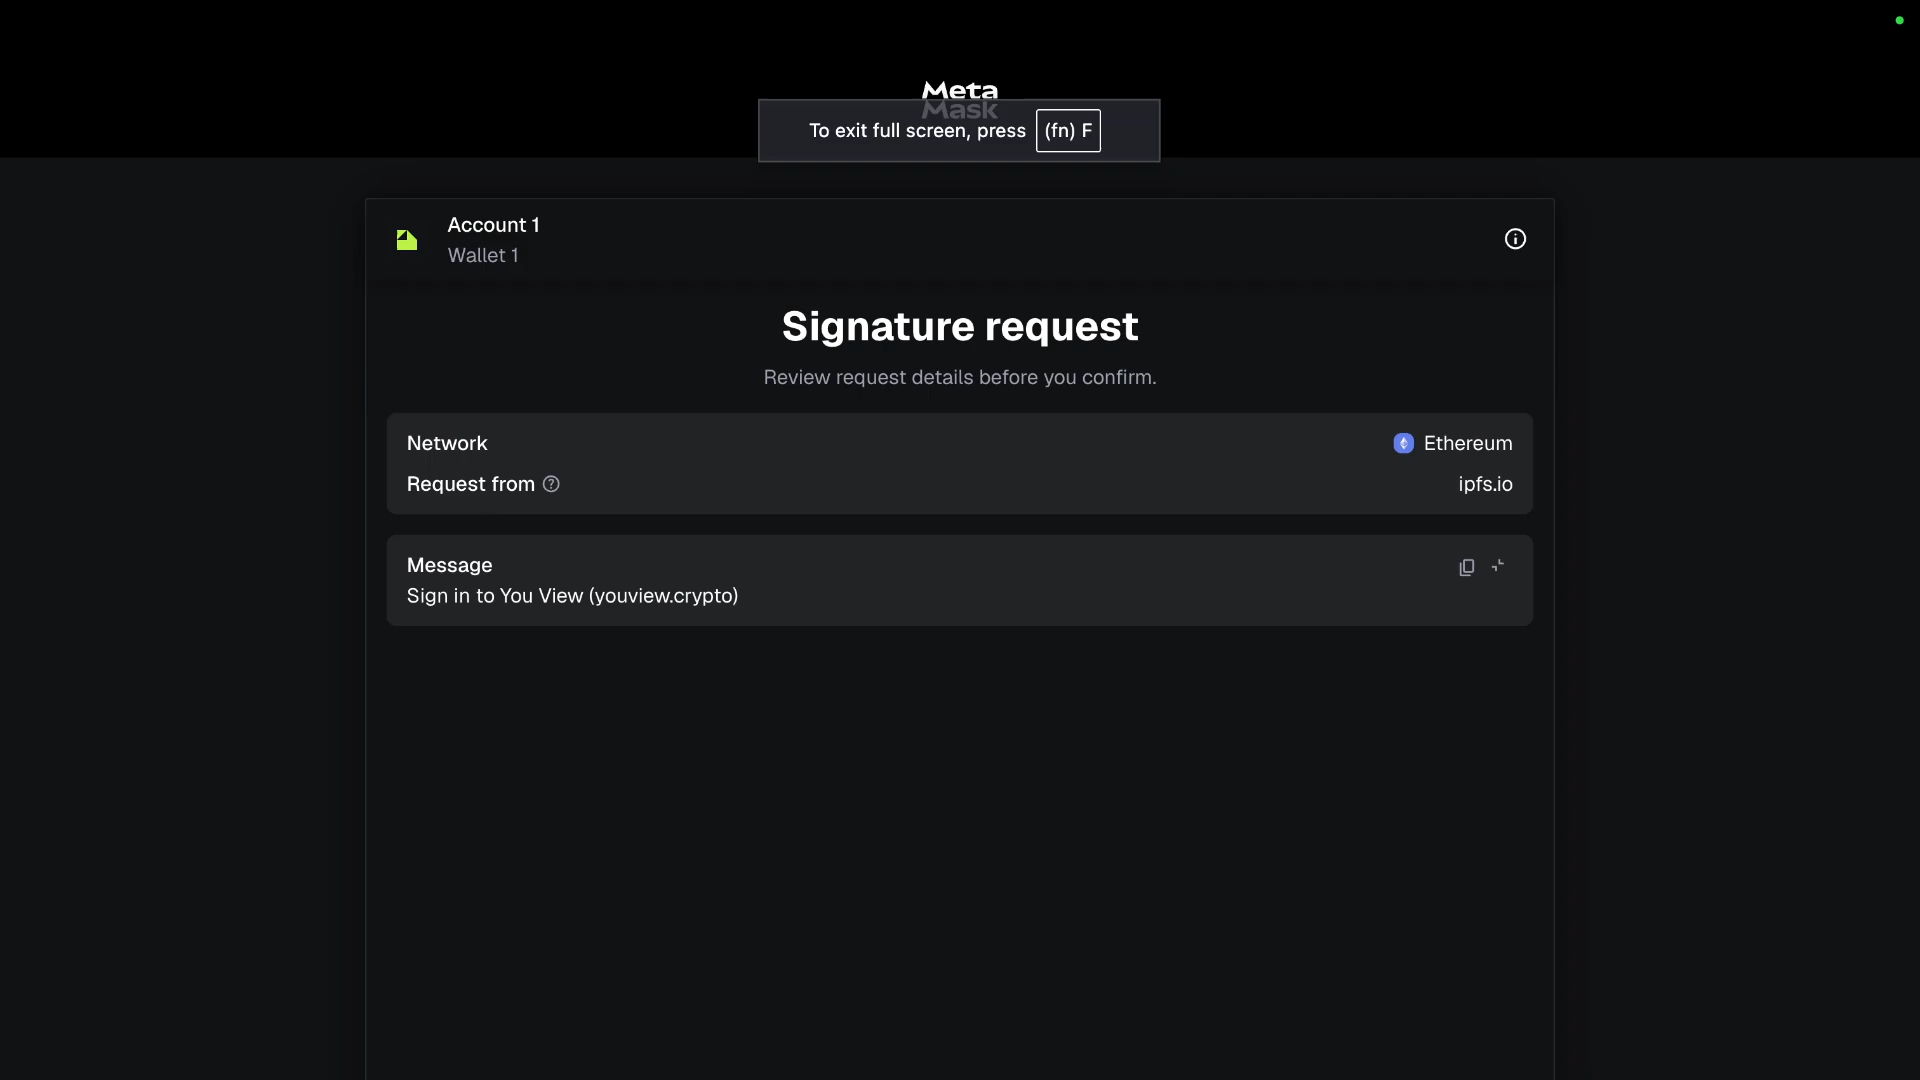 Meta
Mask
To exit full screen, press (fn) F
Account 1
Wallet 1
Signature request
Review request details before you confirm.
Network
Ethereum
Request from
ipfs.io
Message
Sign in to You View (youview.crypto)